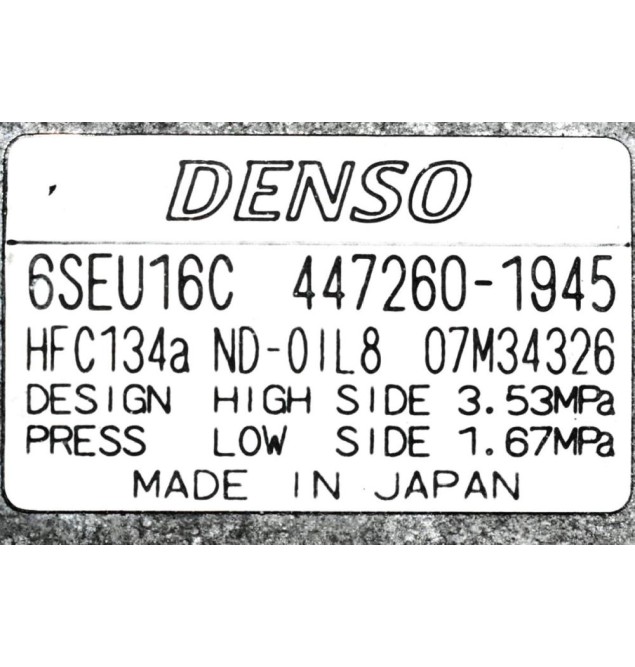 DENSO
6SEU16C 447260-1945
HFC134a ND-OIL8 07M34326
DESIGN HIGH SIDE 3.53MPa
PRESS LOW SIDE 1.67MPa
MADE IN JAPAN